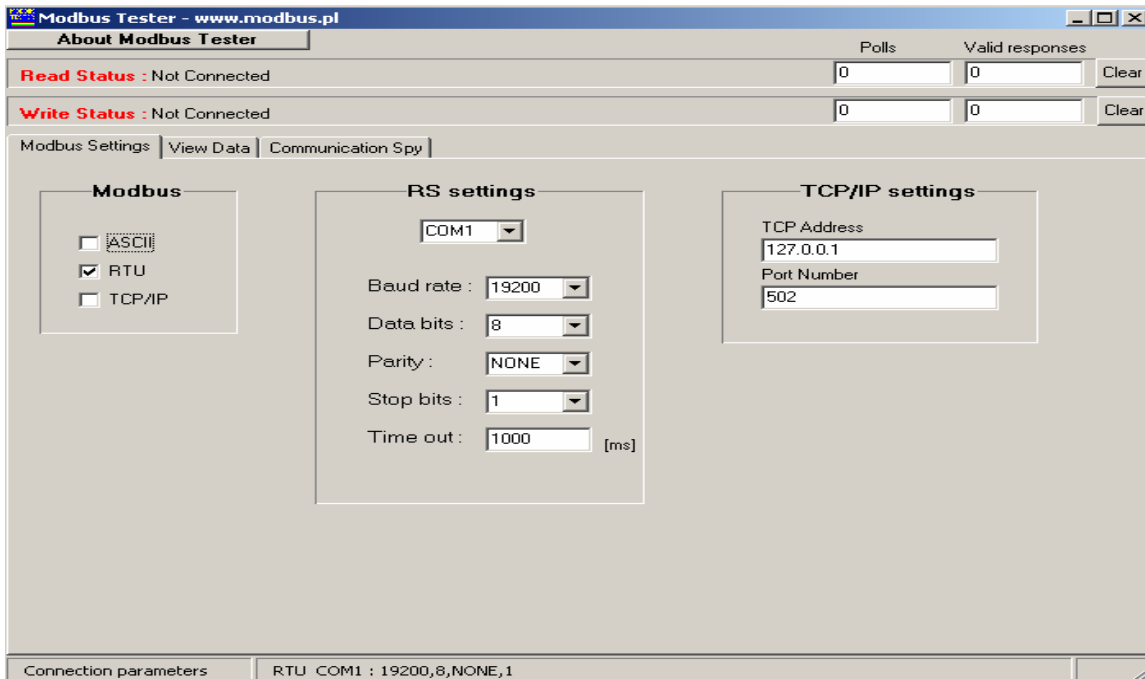 Modbus Tester - www.modbus.pl
About Modbus Tester
Polls Valid responses
Read Status : Not Connected 0 0 Clear
Write Status : Not Connected 0 0 Clear
Modbus Settings View Data Communication Spy
Modbus RS settings TCP/IP settings
COM1 TCP Address
ASCII 127.0.0.1
RTU Port Number
Baud rate : 19200
TCP/IP 502
Data bits : 8
Parity : NONE
Stop bits : 1
Time out : 1000 [ms]
Connection parameters RTU COM1 : 19200,8,NONE,1